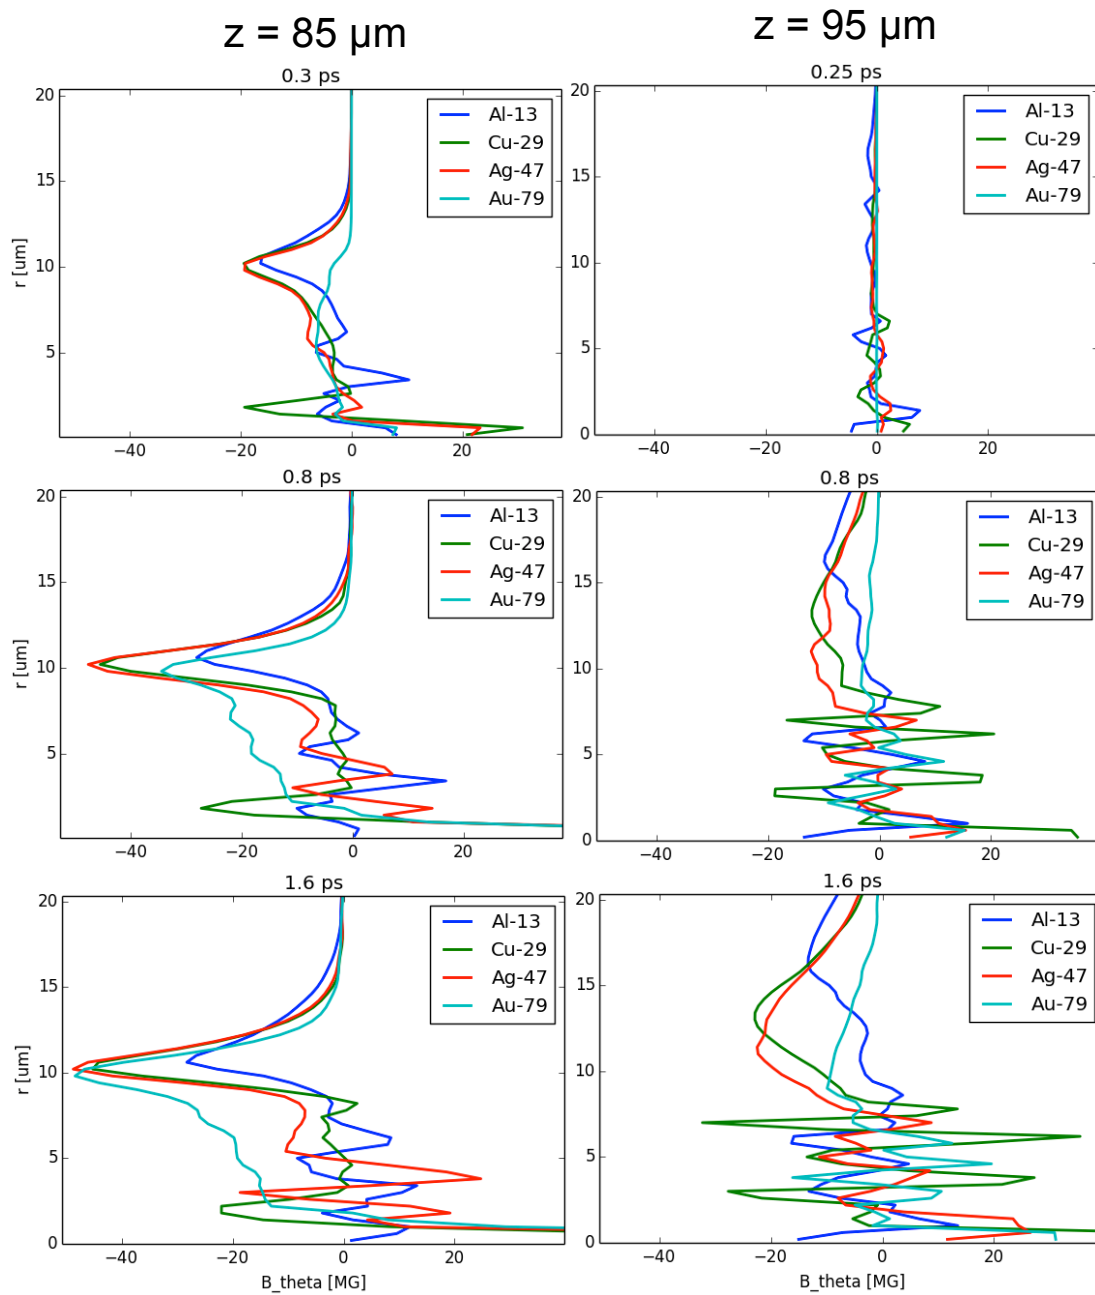 z = 85 µm
z = 95 µm
0.3 ps
20
15
10
5
r [um]
−40
−20
0
20
Al-13
Cu-29
Ag-47
Au-79
0.25 ps
20
15
10
5
0
−40
−20
0
20
Al-13
Cu-29
Ag-47
Au-79
0.8 ps
20
15
10
5
r [um]
−40
−20
0
20
Al-13
Cu-29
Ag-47
Au-79
0.8 ps
20
15
10
5
0
−40
−20
0
20
Al-13
Cu-29
Ag-47
Au-79
1.6 ps
20
15
10
5
0
r [um]
−40
−20
0
20
B_theta [MG]
Al-13
Cu-29
Ag-47
Au-79
1.6 ps
20
15
10
5
0
−40
−20
0
20
B_theta [MG]
Al-13
Cu-29
Ag-47
Au-79